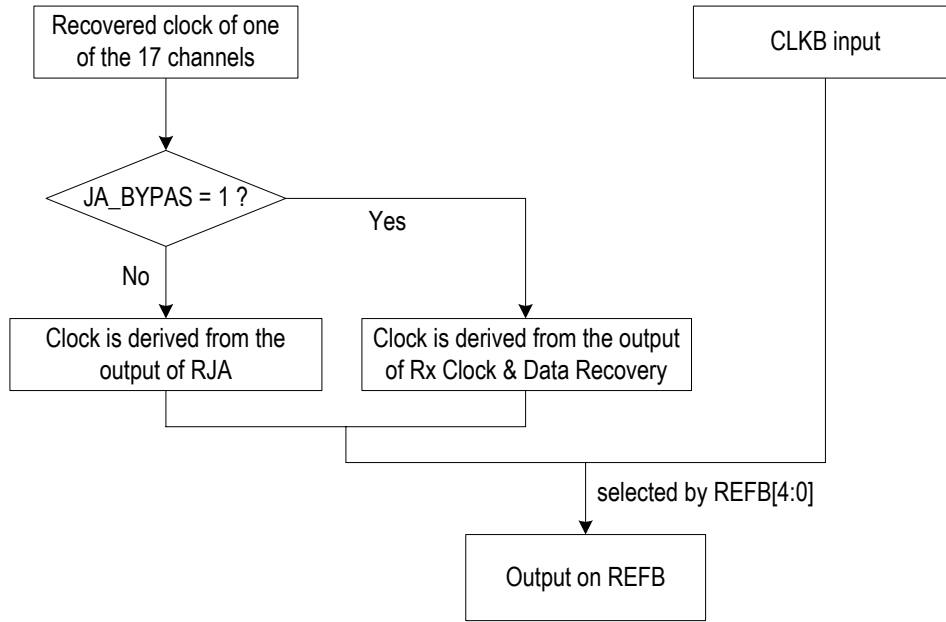 Recovered clock of one
of the 17 channels
CLKB input
JA_BYPAS = 1 ?
Yes
No
Clock is derived from the
output of RJA
Clock is derived from the output
of Rx Clock & Data Recovery
selected by REFB[4:0]
Output on REFB